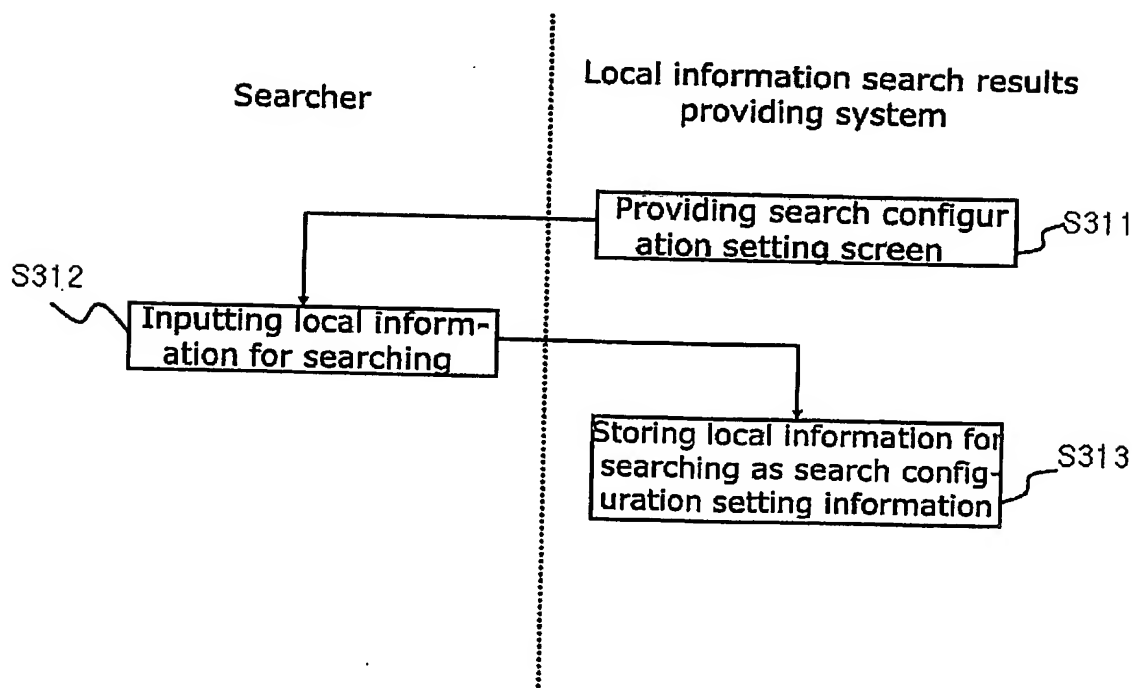 Searcher
Local information search results
providing system
Providing search configur
ation setting screen
S311
S312
Inputting local inform-
ation for searching
Storing local information for
searching as search config-
uration setting information
S313